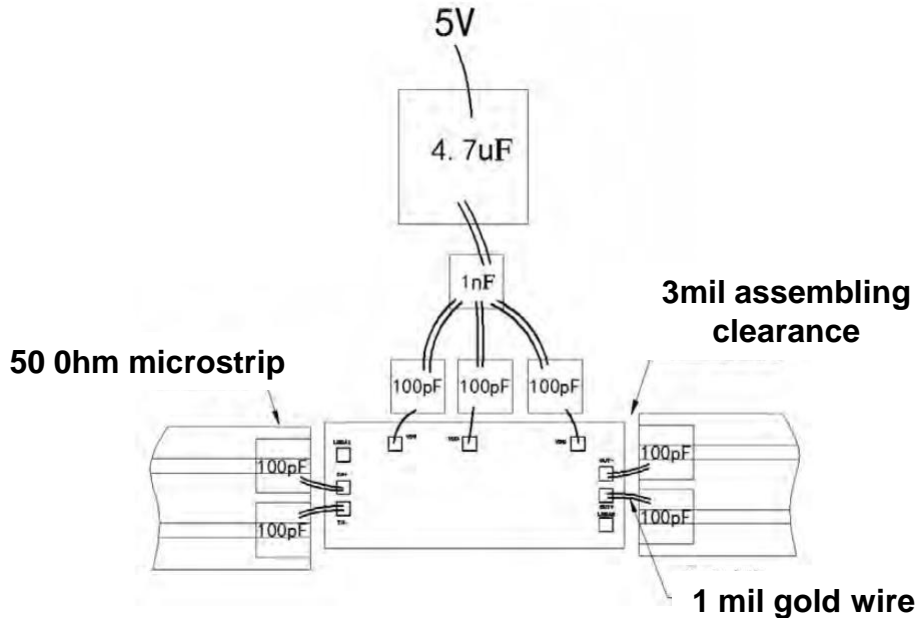 5V
4. 7uF
1nF
3mil assembling
clearance
50 0hm microstrip
100pF
100pF
100pF
100pF
100pF
100pF
100pF
1 mil gold wire